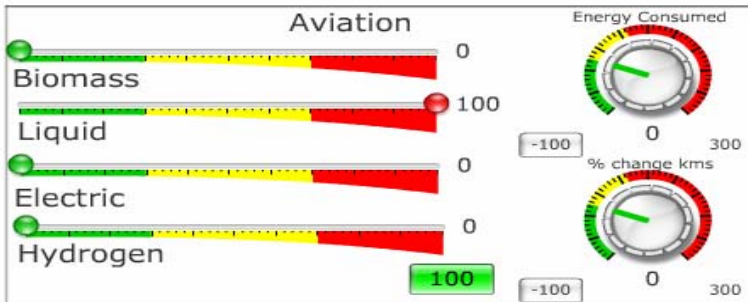 Aviation
0
Biomass
100
Liquid
0
Electric
0
Hydrogen
100
Energy Consumed
0
-100
300
% change kms
0
-100
300